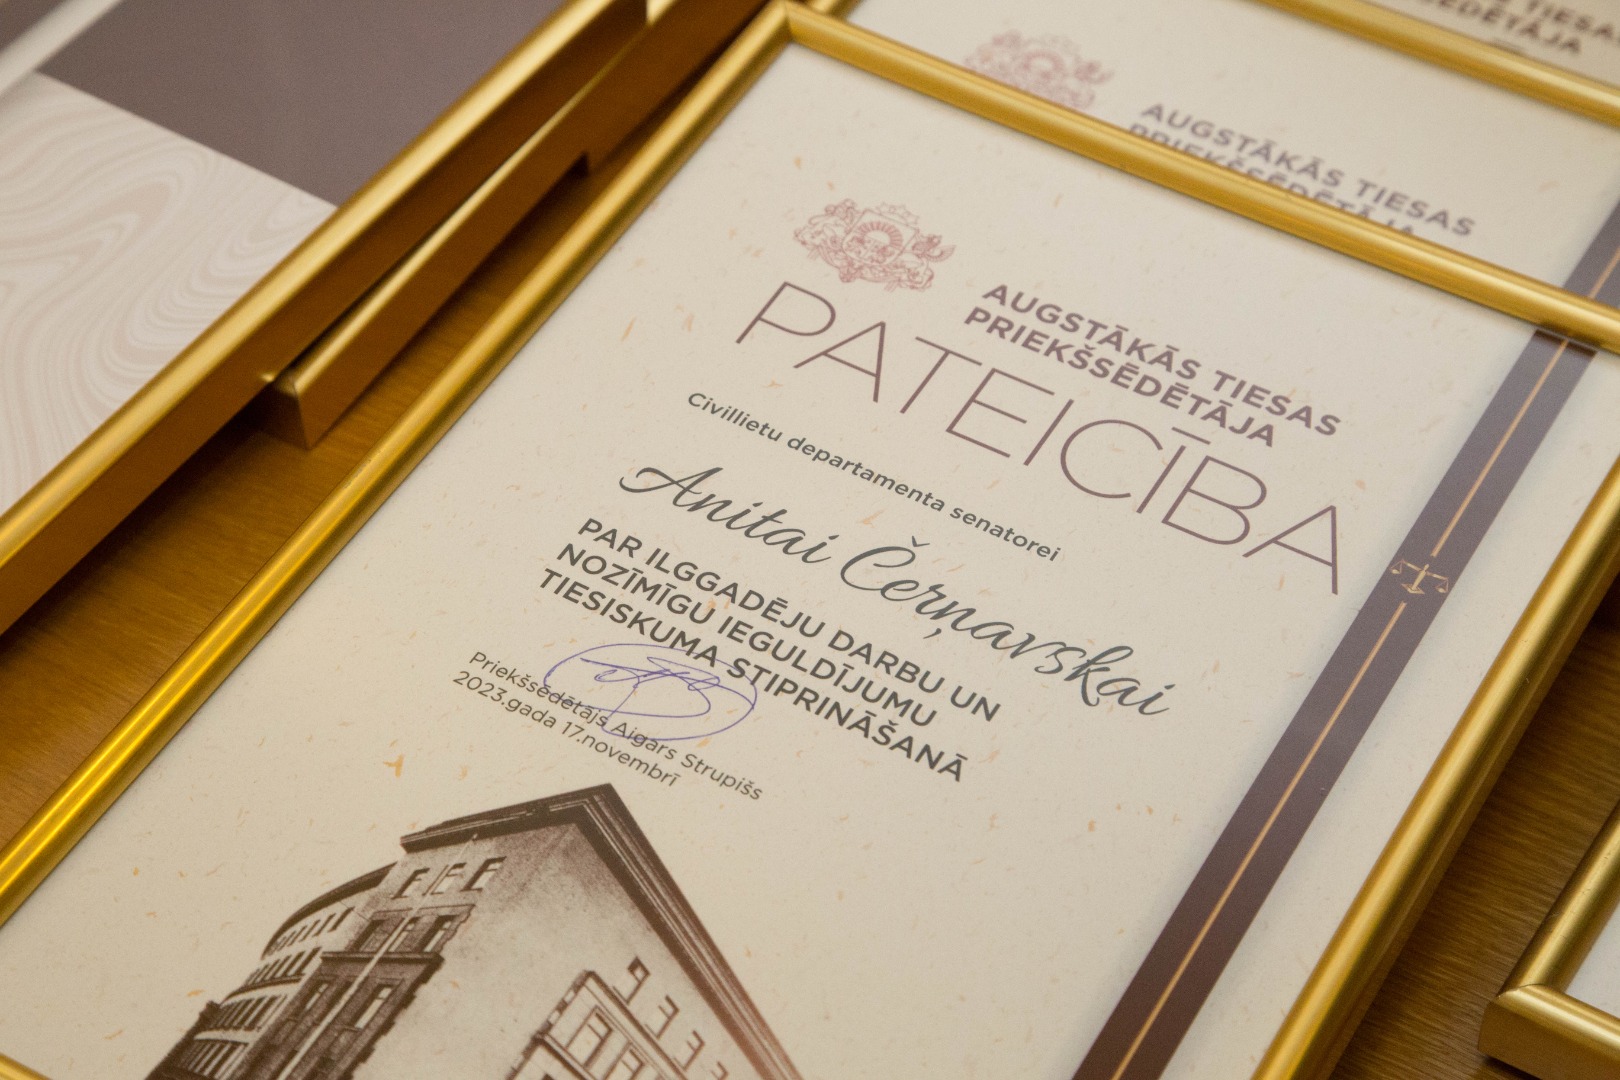 SĒDĒTĀJA
AUGSTĀKĀS TIESAS
PRIEKŠSĒDĒTĀJA
AUGSTĀKĀS TIESAS
PRIEKŠSĒDĒTĀJA
PATEICĪBA
Civillietu departamenta senatorei
Anitai Čerņavskai
PAR ILGGADĒJU DARBU UN
NOZĪMĪGU IEGULDĪJUMU
TIESISKUMA STIPRINĀŠANĀ
Priekšsēdētājs Aigars Strupišs
2023.gada 17.novembrī